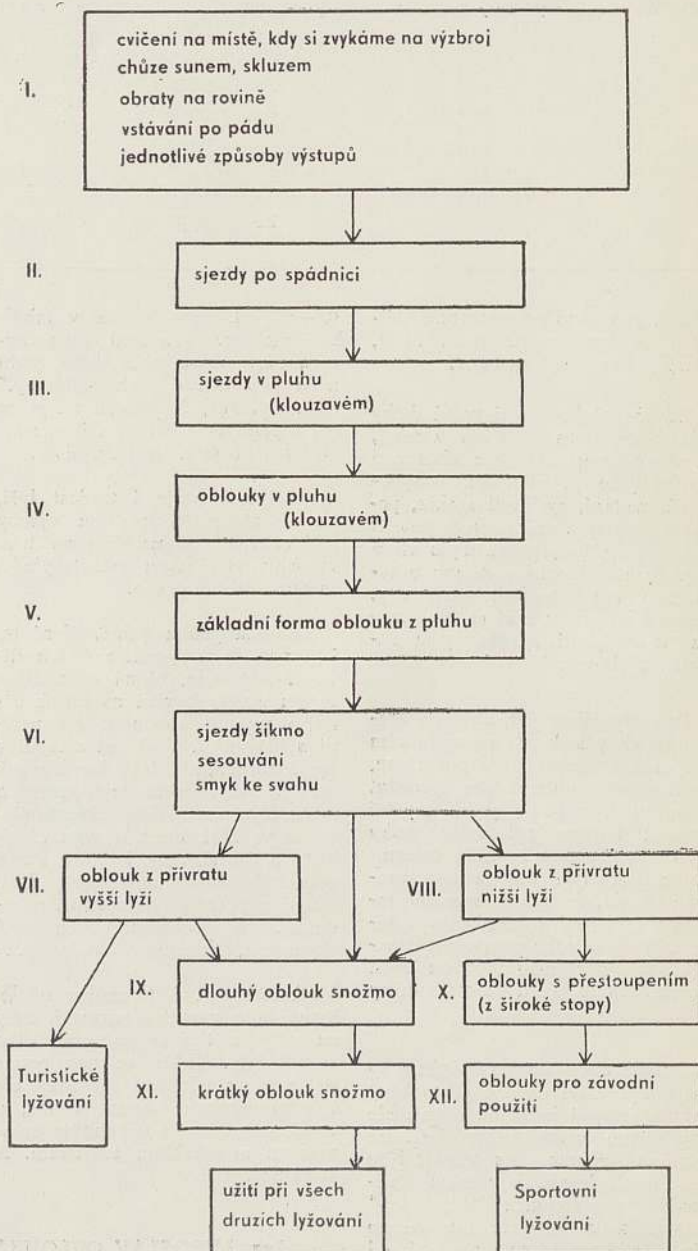 I.
cvičení na místě, kdy si zvykáme na výzbroj
chůze sunem, skluzem
obraty na rovině
vstávání po pádu
jednotlivé způsoby výstupů
II.
sjezdy po spádnici
III.
sjezdy v pluhu
(klouzavém)
IV.
oblouky v pluhu
(klouzavém)
V.
základní forma oblouku z pluhu
VI.
sjezdy šikmo
sesouvání
smyk ke svahu
VII.
oblouk z přívratu
vyšší lyží
VIII.
oblouk z přívratu
nižší lyží
IX.
dlouhý oblouk snožmo
X.
oblouky s přestoupením
(z široké stopy)
Turistické
lyžování
XI.
krátký oblouk snožmo
XII.
oblouky pro závodní
použití
užití při všech
druzích lyžování
Sportovní
lyžování